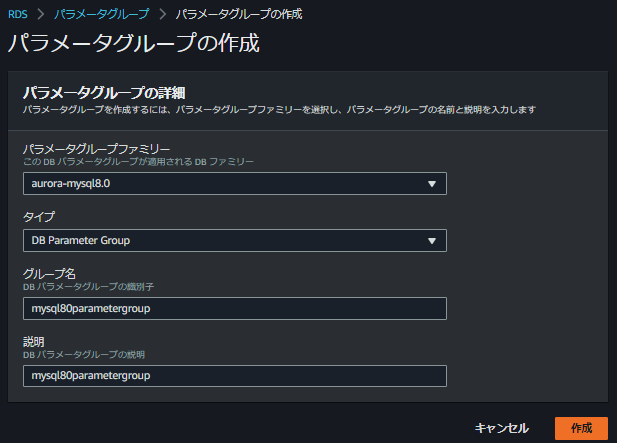 RDS > パラメータグループ > パラメータグループの作成
パラメータグループの作成
パラメータグループの詳細
パラメータグループを作成するには、パラメータグループファミリーを選択し、パラメータグループの名前と説明を入力します
パラメータグループファミリー
この DB パラメータグループが適用される DB ファミリー
aurora-mysql8.0
タイプ
DB Parameter Group
グループ名
DB パラメータグループの識別子
mysql80parametergroup
説明
DB パラメータグループの説明
mysql80parametergroup
キャンセル 作成